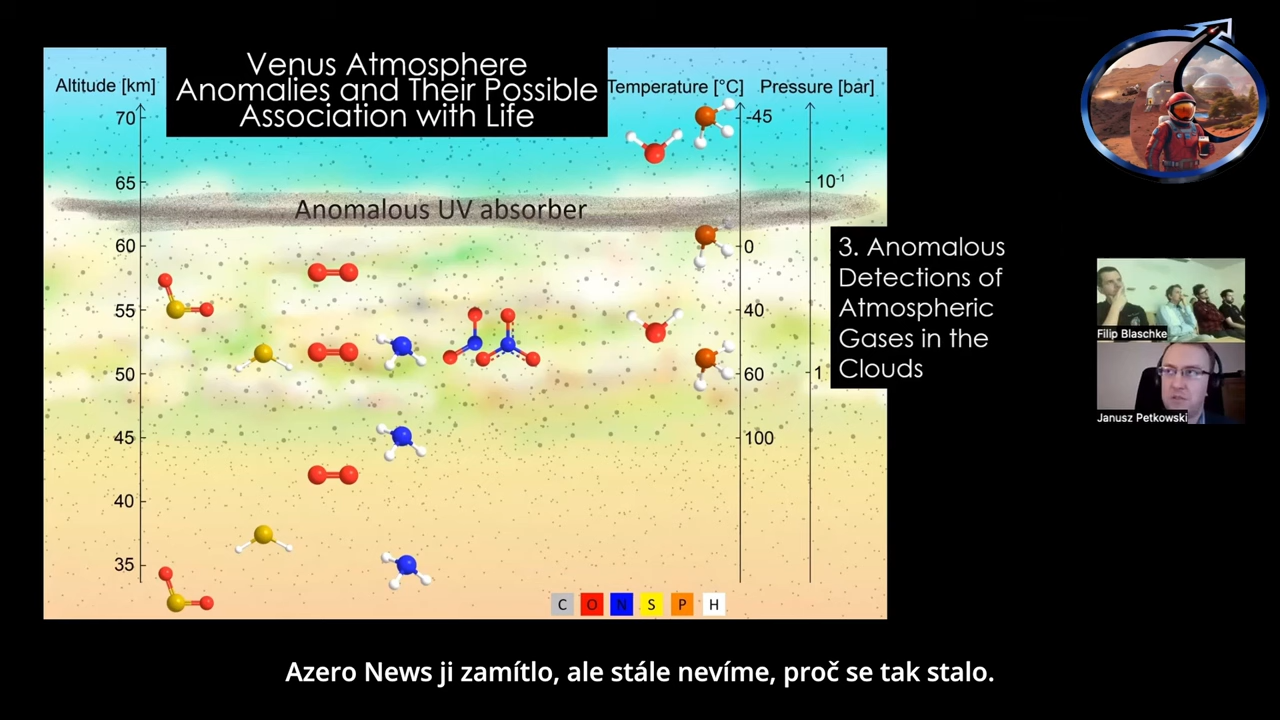 Venus Atmosphere
Anomalies and Their Possible
Association with Life
Altitude [km]
Temperature [°C]
Pressure [bar]
70
65
60
55
50
45
40
35
-45
0
40
60
100
10⁻¹
1
Anomalous UV absorber
3. Anomalous
Detections of
Atmospheric
Gases in the
Clouds
C O N S P H
Filip Blaschke
Janusz Petkowski
Azero News ji zamítlo, ale stále nevíme, proč se tak stalo.